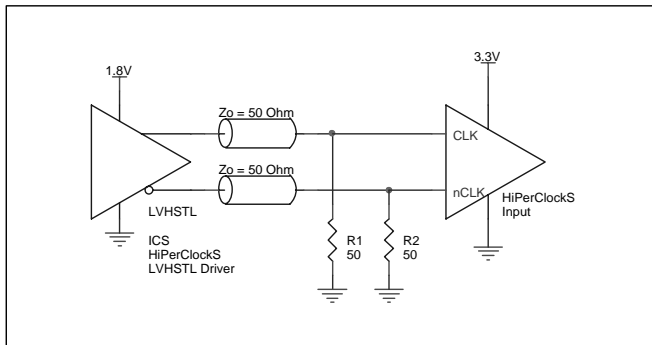 1.8V
3.3V
Zo = 50 Ohm
CLK
Zo = 50 Ohm
nCLK
HiPerClockS
Input
LVHSTL
ICS
HiPerClockS
LVHSTL Driver
R1
50
R2
50